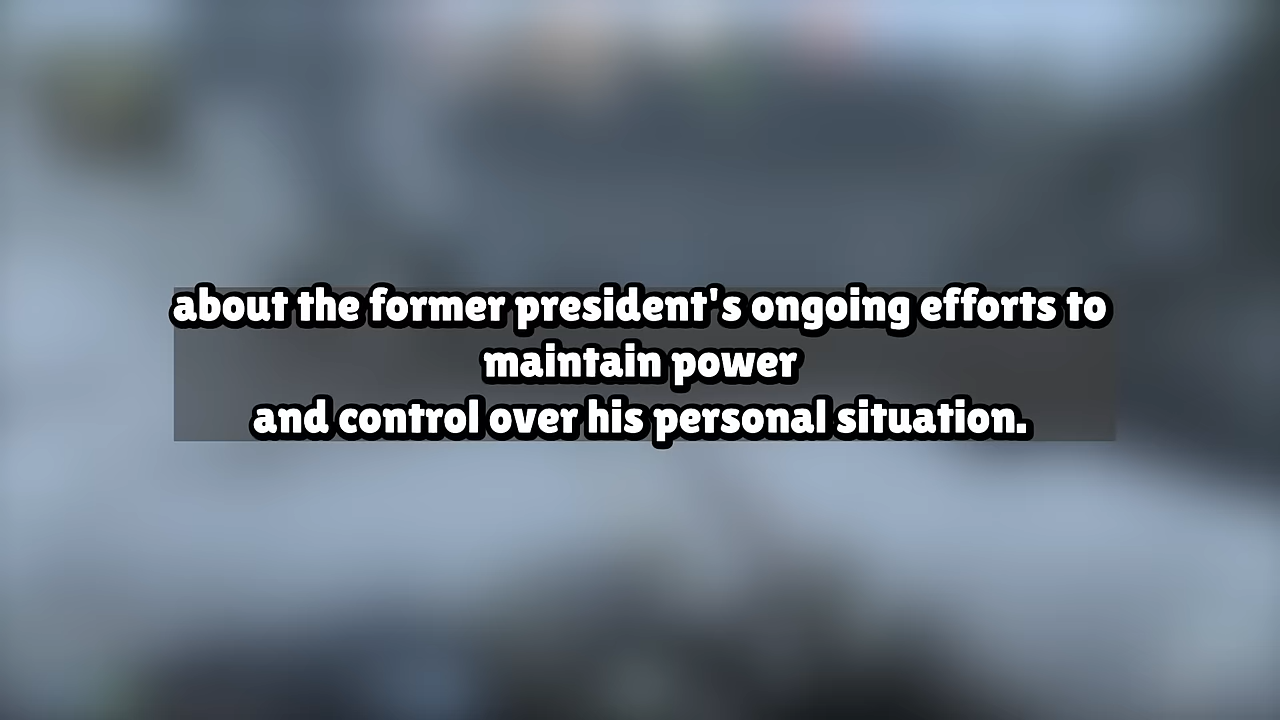 about the former president's ongoing efforts to
maintain power
and control over his personal situation.